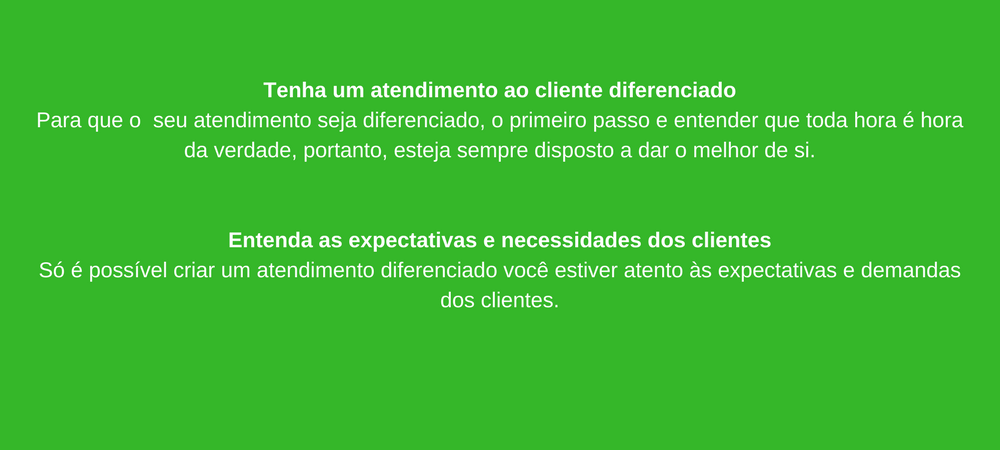 Tenha um atendimento ao cliente diferenciado
Para que o  seu atendimento seja diferenciado, o primeiro passo e entender que toda hora é hora
da verdade, portanto, esteja sempre disposto a dar o melhor de si.
Entenda as expectativas e necessidades dos clientes
Só é possível criar um atendimento diferenciado você estiver atento às expectativas e demandas
dos clientes.